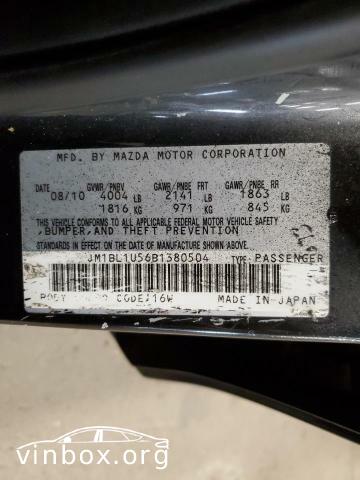 MFD. BY MAZDA MOTOR CORPORATION
DATE GVWR/PNBV GAWR/PNBE FRT GAWR/PNBE RR
08/10 4004 LB 2141 LB 1863 LB
1816 KG 971 KG 845 KG
THIS VEHICLE CONFORMS TO ALL APPLICABLE FEDERAL MOTOR VEHICLE SAFETY,
BUMPER, AND THEFT PREVENTION
STANDARDS IN EFFECT ON THE DATE OF MANUFACTURE SHOWN ABOVE.
JM1BL1U56B1380504 TYPE: PASSENGER
BODY CODE:16W MADE IN JAPAN
vinbox.org